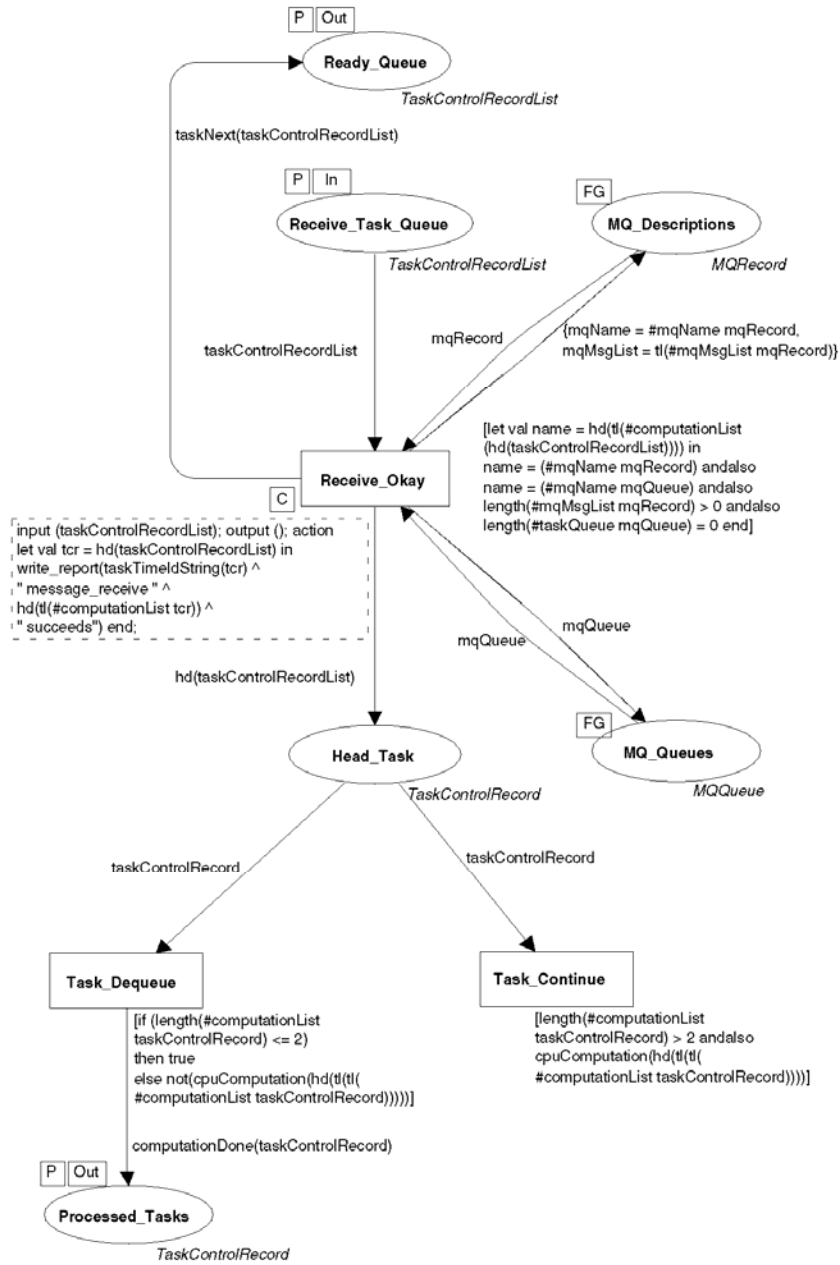 P Out
Ready_Queue
TaskControlRecordList
taskNext(taskControlRecordList)
P In
Receive_Task_Queue
TaskControlRecordList
FG
MQ_Descriptions
MQRecord
taskControlRecordList
mqRecord
{mqName = #mqName mqRecord,
mqMsgList = tl(#mqMsgList mqRecord)}
Receive_Okay
C
[let val name = hd(tl(#computationList
(hd(taskControlRecordList)))) in
name = (#mqName mqRecord) andalso
name = (#mqName mqQueue) andalso
length(#mqMsgList mqRecord) > 0 andalso
length(#taskQueue mqQueue) = 0 end]
input (taskControlRecordList); output (); action
let val tcr = hd(taskControlRecordList) in
write_report(taskTimeIdString(tcr) ^
" message_receive " ^
hd(tl(#computationList tcr)) ^
" succeeds") end;
mqQueue
mqQueue
hd(taskControlRecordList)
Head_Task
TaskControlRecord
FG
MQ_Queues
MQQueue
taskControlRecord
taskControlRecord
Task_Dequeue
Task_Continue
[if (length(#computationList
taskControlRecord) <= 2)
then true
else not(cpuComputation(hd(tl(tl(
#computationList taskControlRecord)))))]
[length(#computationList
taskControlRecord) > 2 andalso
cpuComputation(hd(tl(tl(
#computationList taskControlRecord))))]
computationDone(taskControlRecord)
P Out
Processed_Tasks
TaskControlRecord